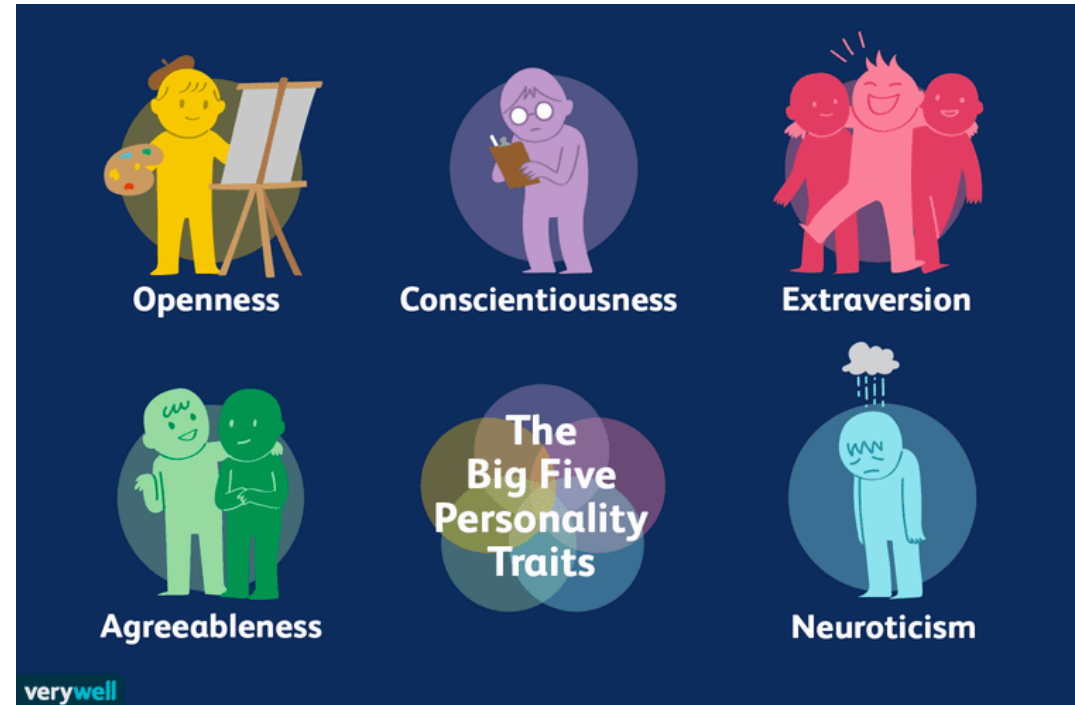 Openness
Conscientiousness
Extraversion
The
Big Five
Personality
Traits
Agreeableness
Neuroticism
verywell